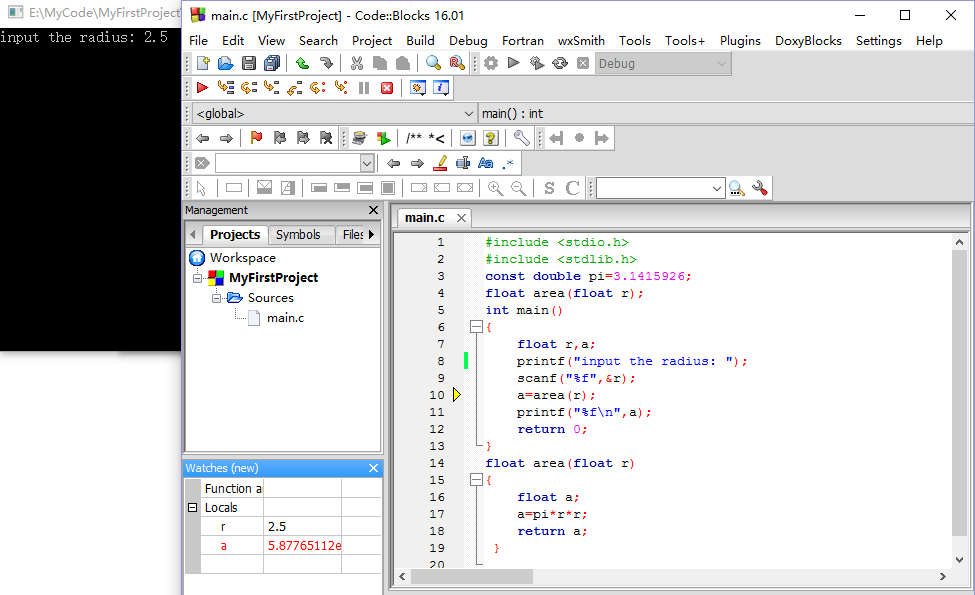 E:\MyCode\MyFirstProject
input the radius: 2.5
main.c [MyFirstProject] - Code::Blocks 16.01
File Edit View Search Project Build Debug Fortran wxSmith Tools Tools+ Plugins DoxyBlocks Settings Help
Debug
<global>
main() : int
/** *<
Aa .*
S C
Management
Projects Symbols Files
Workspace
MyFirstProject
Sources
main.c
Watches (new)
Function a
Locals
r 2.5
a 5.87765112e
main.c
1 #include <stdio.h>
2 #include <stdlib.h>
3 const double pi=3.1415926;
4 float area(float r);
5 int main()
6 {
7 float r,a;
8 printf("input the radius: ");
9 scanf("%f",&r);
10 a=area(r);
11 printf("%f\n",a);
12 return 0;
13 }
14 float area(float r)
15 {
16 float a;
17 a=pi*r*r;
18 return a;
19 }
20